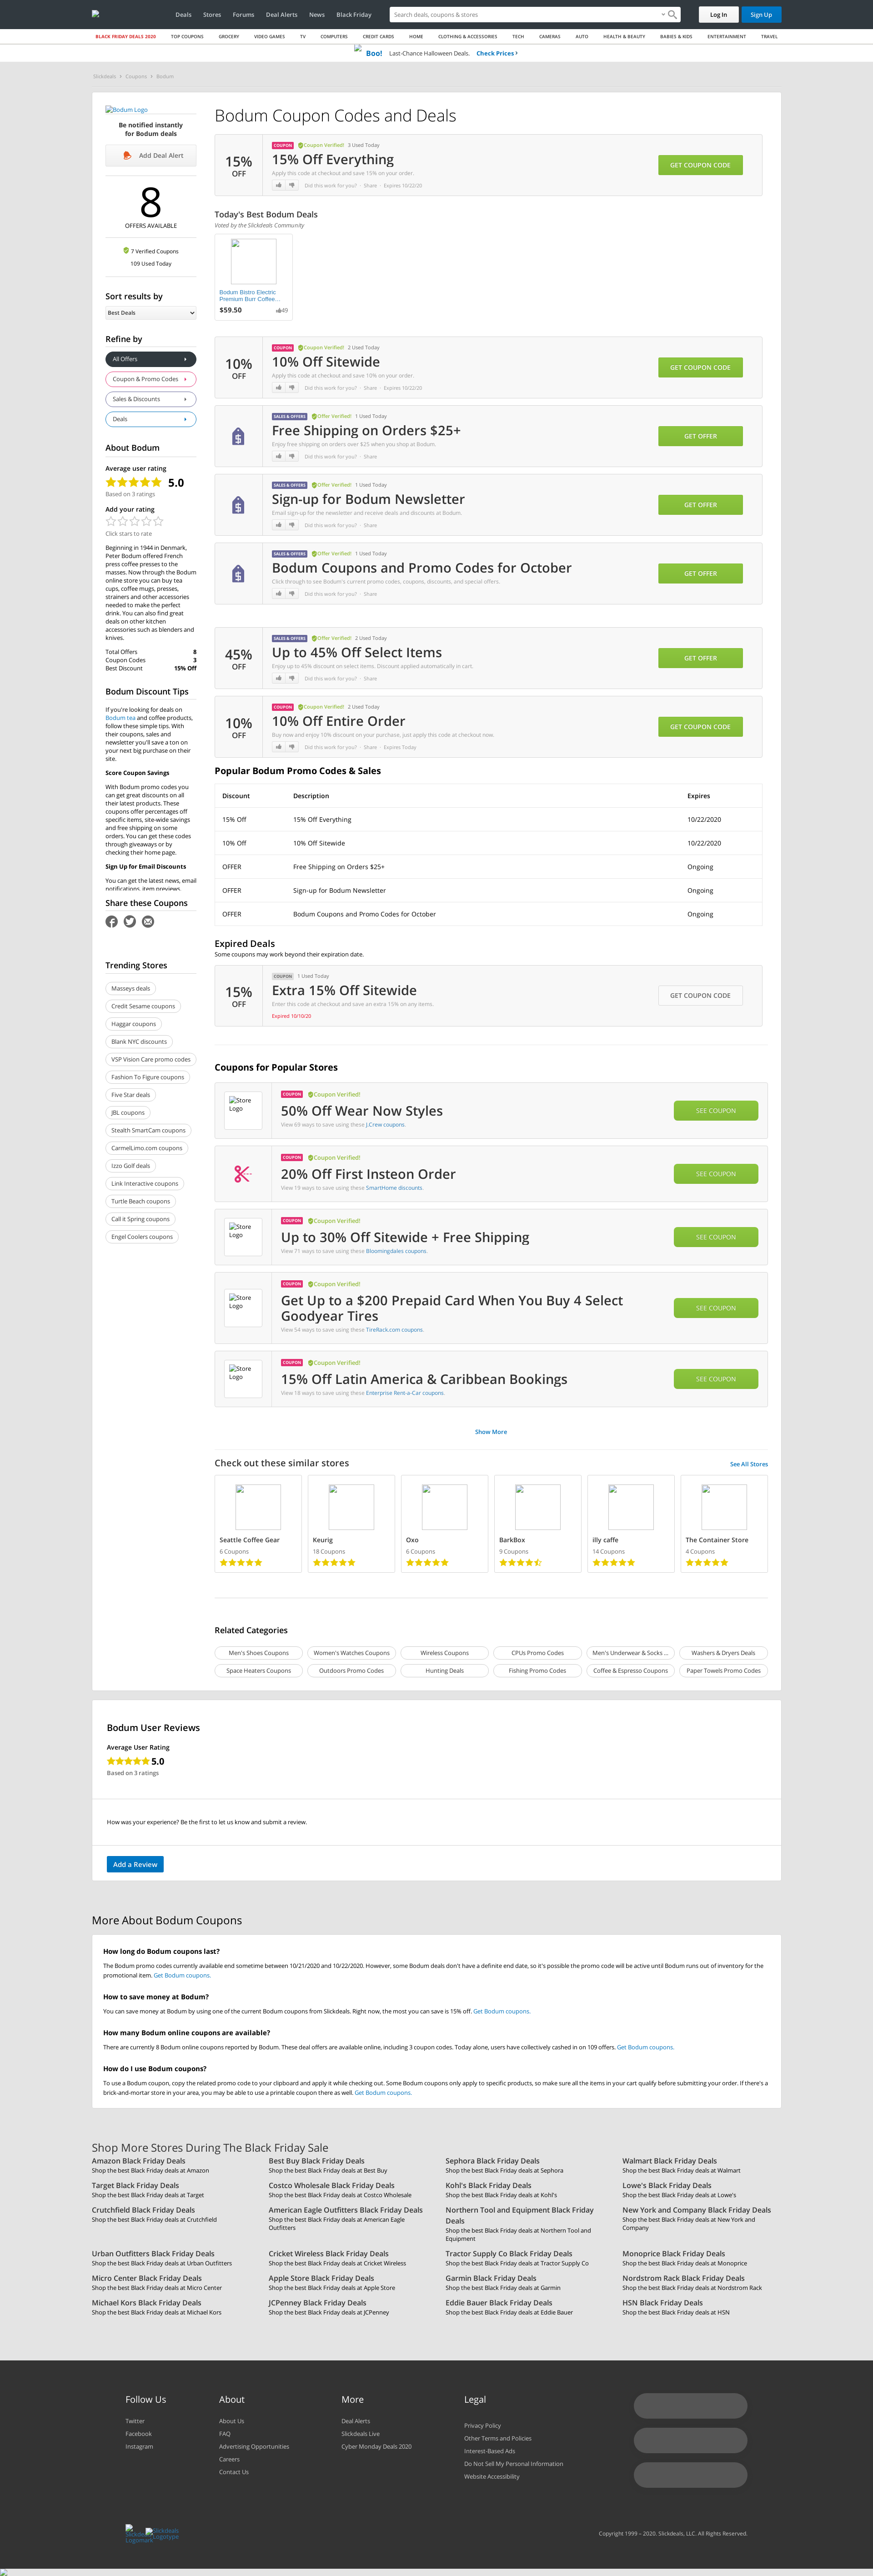 Deals
Stores
Forums
Deal Alerts
News
Black Friday
Search deals, coupons & stores
Log In
Sign Up
BLACK FRIDAY DEALS 2020
TOP COUPONS
GROCERY
VIDEO GAMES
TV
COMPUTERS
CREDIT CARDS
HOME
CLOTHING & ACCESSORIES
TECH
CAMERAS
AUTO
HEALTH & BEAUTY
BABIES & KIDS
ENTERTAINMENT
TRAVEL
Boo! Last-Chance Halloween Deals. Check Prices ›
Slickdeals › Coupons › Bodum
Bodum Logo
Be notified instantly
for Bodum deals
Add Deal Alert
8
OFFERS AVAILABLE
7 Verified Coupons
109 Used Today
Sort results by
Best Deals
Refine by
All Offers
Coupon & Promo Codes
Sales & Discounts
Deals
About Bodum
Average user rating
5.0
Based on 3 ratings
Add your rating
Click stars to rate
Beginning in 1944 in Denmark,
Peter Bodum offered French
press coffee presses to the
masses. Now through the Bodum
online store you can buy tea
cups, coffee mugs, presses,
strainers and other accessories
needed to make the perfect
drink. You can also find great
deals on other kitchen
accessories such as blenders and
knives.
Total Offers 8
Coupon Codes 3
Best Discount 15% Off
Bodum Discount Tips
If you're looking for deals on
Bodum tea and coffee products,
follow these simple tips. With
their coupons, sales and
newsletter you'll save a ton on
your next big purchase on their
site.
Score Coupon Savings
With Bodum promo codes you
can get great discounts on all
their latest products. These
coupons offer percentages off
specific items, site-wide savings
and free shipping on some
orders. You can get these codes
through giveaways or by
checking their home page.
Sign Up for Email Discounts
You can get the latest news, email
notifications, item previews,
Share these Coupons
Trending Stores
Masseys deals
Credit Sesame coupons
Haggar coupons
Blank NYC discounts
VSP Vision Care promo codes
Fashion To Figure coupons
Five Star deals
JBL coupons
Stealth SmartCam coupons
CarmelLimo.com coupons
Izzo Golf deals
Link Interactive coupons
Turtle Beach coupons
Call it Spring coupons
Engel Coolers coupons
Bodum Coupon Codes and Deals
15%
OFF
COUPON Coupon Verified! 3 Used Today
15% Off Everything
Apply this code at checkout and save 15% on your order.
Did this work for you? · Share · Expires 10/22/20
GET COUPON CODE
Today's Best Bodum Deals
Voted by the Slickdeals Community
Bodum Bistro Electric
Premium Burr Coffee...
$59.50 49
10%
OFF
COUPON Coupon Verified! 2 Used Today
10% Off Sitewide
Apply this code at checkout and save 10% on your order.
Did this work for you? · Share · Expires 10/22/20
GET COUPON CODE
SALES & OFFERS Offer Verified! 1 Used Today
Free Shipping on Orders $25+
Enjoy free shipping on orders over $25 when you shop at Bodum.
Did this work for you? · Share
GET OFFER
SALES & OFFERS Offer Verified! 1 Used Today
Sign-up for Bodum Newsletter
Email sign-up for the newsletter and receive deals and discounts at Bodum.
Did this work for you? · Share
GET OFFER
SALES & OFFERS Offer Verified! 1 Used Today
Bodum Coupons and Promo Codes for October
Click through to see Bodum's current promo codes, coupons, discounts, and special offers.
Did this work for you? · Share
GET OFFER
45%
OFF
SALES & OFFERS Offer Verified! 2 Used Today
Up to 45% Off Select Items
Enjoy up to 45% discount on select items. Discount applied automatically in cart.
Did this work for you? · Share
GET OFFER
10%
OFF
COUPON Coupon Verified! 2 Used Today
10% Off Entire Order
Buy now and enjoy 10% discount on your purchase, just apply this code at checkout now.
Did this work for you? · Share · Expires Today
GET COUPON CODE
Popular Bodum Promo Codes & Sales
Discount Description Expires
15% Off 15% Off Everything 10/22/2020
10% Off 10% Off Sitewide 10/22/2020
OFFER Free Shipping on Orders $25+ Ongoing
OFFER Sign-up for Bodum Newsletter Ongoing
OFFER Bodum Coupons and Promo Codes for October Ongoing
Expired Deals
Some coupons may work beyond their expiration date.
15%
OFF
COUPON 1 Used Today
Extra 15% Off Sitewide
Enter this code at checkout and save an extra 15% on any items.
Expired 10/10/20
GET COUPON CODE
Coupons for Popular Stores
Store Logo
COUPON Coupon Verified!
50% Off Wear Now Styles
View 69 ways to save using these J.Crew coupons.
SEE COUPON
COUPON Coupon Verified!
20% Off First Insteon Order
View 19 ways to save using these SmartHome discounts.
SEE COUPON
Store Logo
COUPON Coupon Verified!
Up to 30% Off Sitewide + Free Shipping
View 71 ways to save using these Bloomingdales coupons.
SEE COUPON
Store Logo
COUPON Coupon Verified!
Get Up to a $200 Prepaid Card When You Buy 4 Select
Goodyear Tires
View 54 ways to save using these TireRack.com coupons.
SEE COUPON
Store Logo
COUPON Coupon Verified!
15% Off Latin America & Caribbean Bookings
View 18 ways to save using these Enterprise Rent-a-Car coupons.
SEE COUPON
Show More
Check out these similar stores
See All Stores
Seattle Coffee Gear
6 Coupons
Keurig
18 Coupons
Oxo
6 Coupons
BarkBox
9 Coupons
illy caffe
14 Coupons
The Container Store
4 Coupons
Related Categories
Men's Shoes Coupons
Women's Watches Coupons
Wireless Coupons
CPUs Promo Codes
Men's Underwear & Socks ...
Washers & Dryers Deals
Space Heaters Coupons
Outdoors Promo Codes
Hunting Deals
Fishing Promo Codes
Coffee & Espresso Coupons
Paper Towels Promo Codes
Bodum User Reviews
Average User Rating
5.0
Based on 3 ratings
How was your experience? Be the first to let us know and submit a review.
Add a Review
More About Bodum Coupons
How long do Bodum coupons last?
The Bodum promo codes currently available end sometime between 10/21/2020 and 10/22/2020. However, some Bodum deals don't have a definite end date, so it's possible the promo code will be active until Bodum runs out of inventory for the
promotional item. Get Bodum coupons.
How to save money at Bodum?
You can save money at Bodum by using one of the current Bodum coupons from Slickdeals. Right now, the most you can save is 15% off. Get Bodum coupons.
How many Bodum online coupons are available?
There are currently 8 Bodum online coupons reported by Bodum. These deal offers are available online, including 3 coupon codes. Today alone, users have collectively cashed in on 109 offers. Get Bodum coupons.
How do I use Bodum coupons?
To use a Bodum coupon, copy the related promo code to your clipboard and apply it while checking out. Some Bodum coupons only apply to specific products, so make sure all the items in your cart qualify before submitting your order. If there's a
brick-and-mortar store in your area, you may be able to use a printable coupon there as well. Get Bodum coupons.
Shop More Stores During The Black Friday Sale
Amazon Black Friday Deals
Shop the best Black Friday deals at Amazon
Best Buy Black Friday Deals
Shop the best Black Friday deals at Best Buy
Sephora Black Friday Deals
Shop the best Black Friday deals at Sephora
Walmart Black Friday Deals
Shop the best Black Friday deals at Walmart
Target Black Friday Deals
Shop the best Black Friday deals at Target
Costco Wholesale Black Friday Deals
Shop the best Black Friday deals at Costco Wholesale
Kohl's Black Friday Deals
Shop the best Black Friday deals at Kohl's
Lowe's Black Friday Deals
Shop the best Black Friday deals at Lowe's
Crutchfield Black Friday Deals
Shop the best Black Friday deals at Crutchfield
American Eagle Outfitters Black Friday Deals
Shop the best Black Friday deals at American Eagle
Outfitters
Northern Tool and Equipment Black Friday
Deals
Shop the best Black Friday deals at Northern Tool and
Equipment
New York and Company Black Friday Deals
Shop the best Black Friday deals at New York and
Company
Urban Outfitters Black Friday Deals
Shop the best Black Friday deals at Urban Outfitters
Cricket Wireless Black Friday Deals
Shop the best Black Friday deals at Cricket Wireless
Tractor Supply Co Black Friday Deals
Shop the best Black Friday deals at Tractor Supply Co
Monoprice Black Friday Deals
Shop the best Black Friday deals at Monoprice
Micro Center Black Friday Deals
Shop the best Black Friday deals at Micro Center
Apple Store Black Friday Deals
Shop the best Black Friday deals at Apple Store
Garmin Black Friday Deals
Shop the best Black Friday deals at Garmin
Nordstrom Rack Black Friday Deals
Shop the best Black Friday deals at Nordstrom Rack
Michael Kors Black Friday Deals
Shop the best Black Friday deals at Michael Kors
JCPenney Black Friday Deals
Shop the best Black Friday deals at JCPenney
Eddie Bauer Black Friday Deals
Shop the best Black Friday deals at Eddie Bauer
HSN Black Friday Deals
Shop the best Black Friday deals at HSN
Follow Us
Twitter
Facebook
Instagram
About
About Us
FAQ
Advertising Opportunities
Careers
Contact Us
More
Deal Alerts
Slickdeals Live
Cyber Monday Deals 2020
Legal
Privacy Policy
Other Terms and Policies
Interest-Based Ads
Do Not Sell My Personal Information
Website Accessibility
Slickdeals
Logotype
Copyright 1999 – 2020. Slickdeals, LLC. All Rights Reserved.